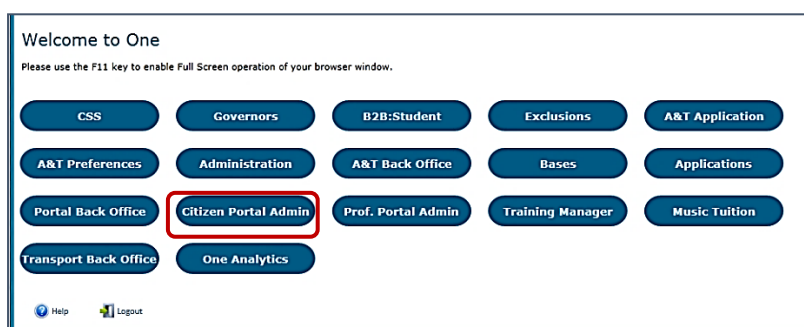 Welcome to One
Please use the F11 key to enable Full Screen operation of your browser window.
CSS Governors B2B:Student Exclusions A&T Application
A&T Preferences Administration A&T Back Office Bases Applications
Portal Back Office Citizen Portal Admin Prof. Portal Admin Training Manager Music Tuition
Transport Back Office One Analytics
Help Logout